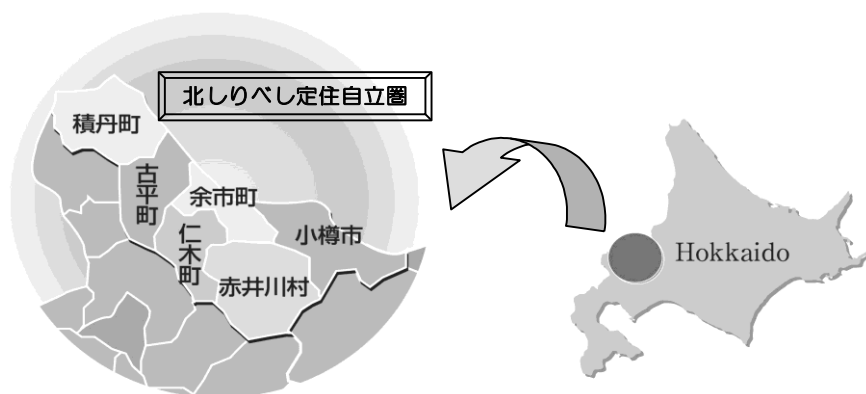 北しりべし定住自立圏
積丹町
古平町
余市町
仁木町
小樽市
赤井川村
Hokkaido